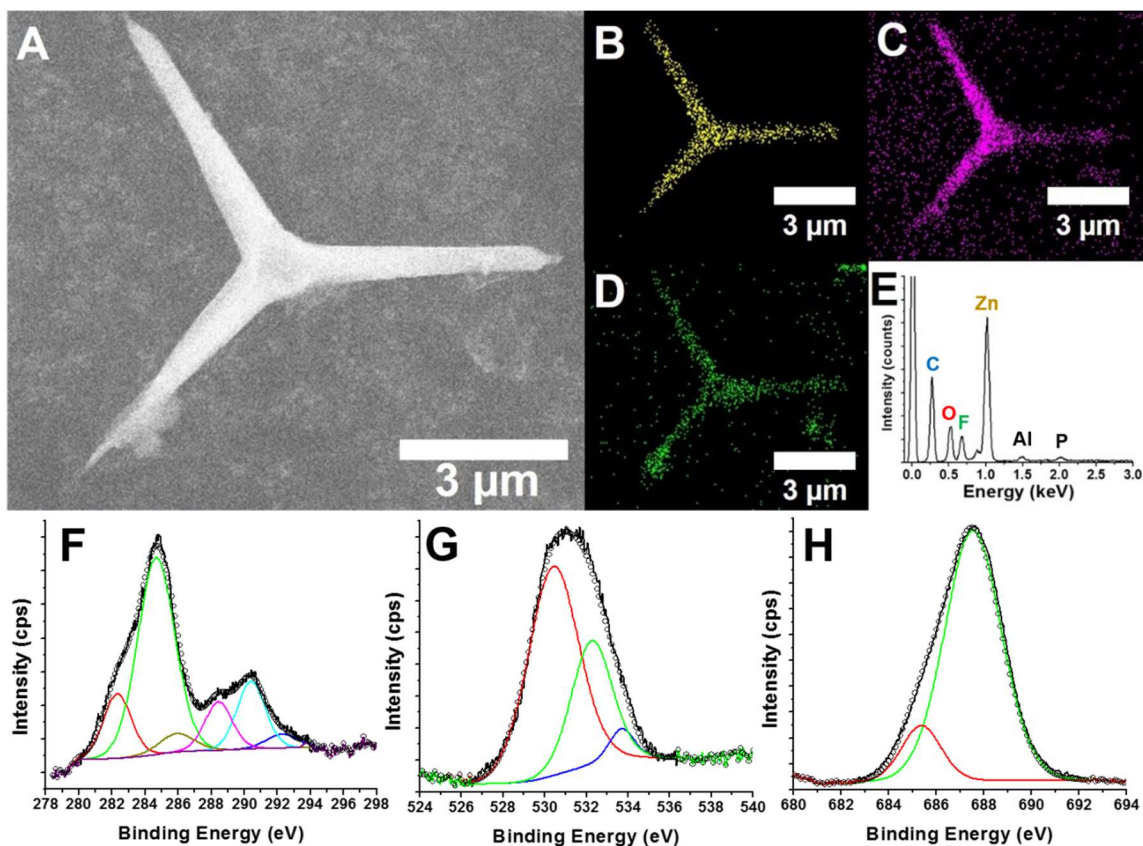 A
3 µm
B
3 µm
C
3 µm
D
3 µm
E
Intensity (counts)
C
O
F
Zn
Al
P
0.0 0.5 1.0 1.5 2.0 2.5 3.0
Energy (keV)
F
Intensity (cps)
278 280 282 284 286 288 290 292 294 296 298
Binding Energy (eV)
G
Intensity (cps)
524 526 528 530 532 534 536 538 540
Binding Energy (eV)
H
Intensity (cps)
680 682 684 686 688 690 692 694
Binding Energy (eV)